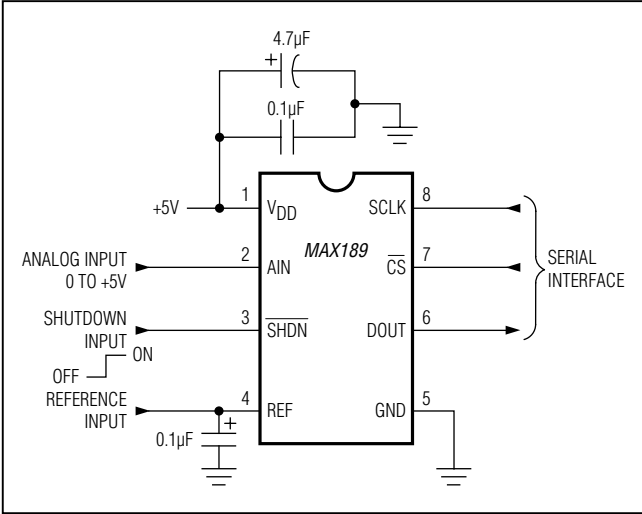 4.7µF
+
0.1µF
+5V
1
VDD
SCLK
8
MAX189
ANALOG INPUT
0 TO +5V
2
AIN
CS
7
SERIAL
INTERFACE
SHUTDOWN
INPUT
3
SHDN
DOUT
6
OFF
ON
REFERENCE
INPUT
4
REF
GND
5
+
0.1µF